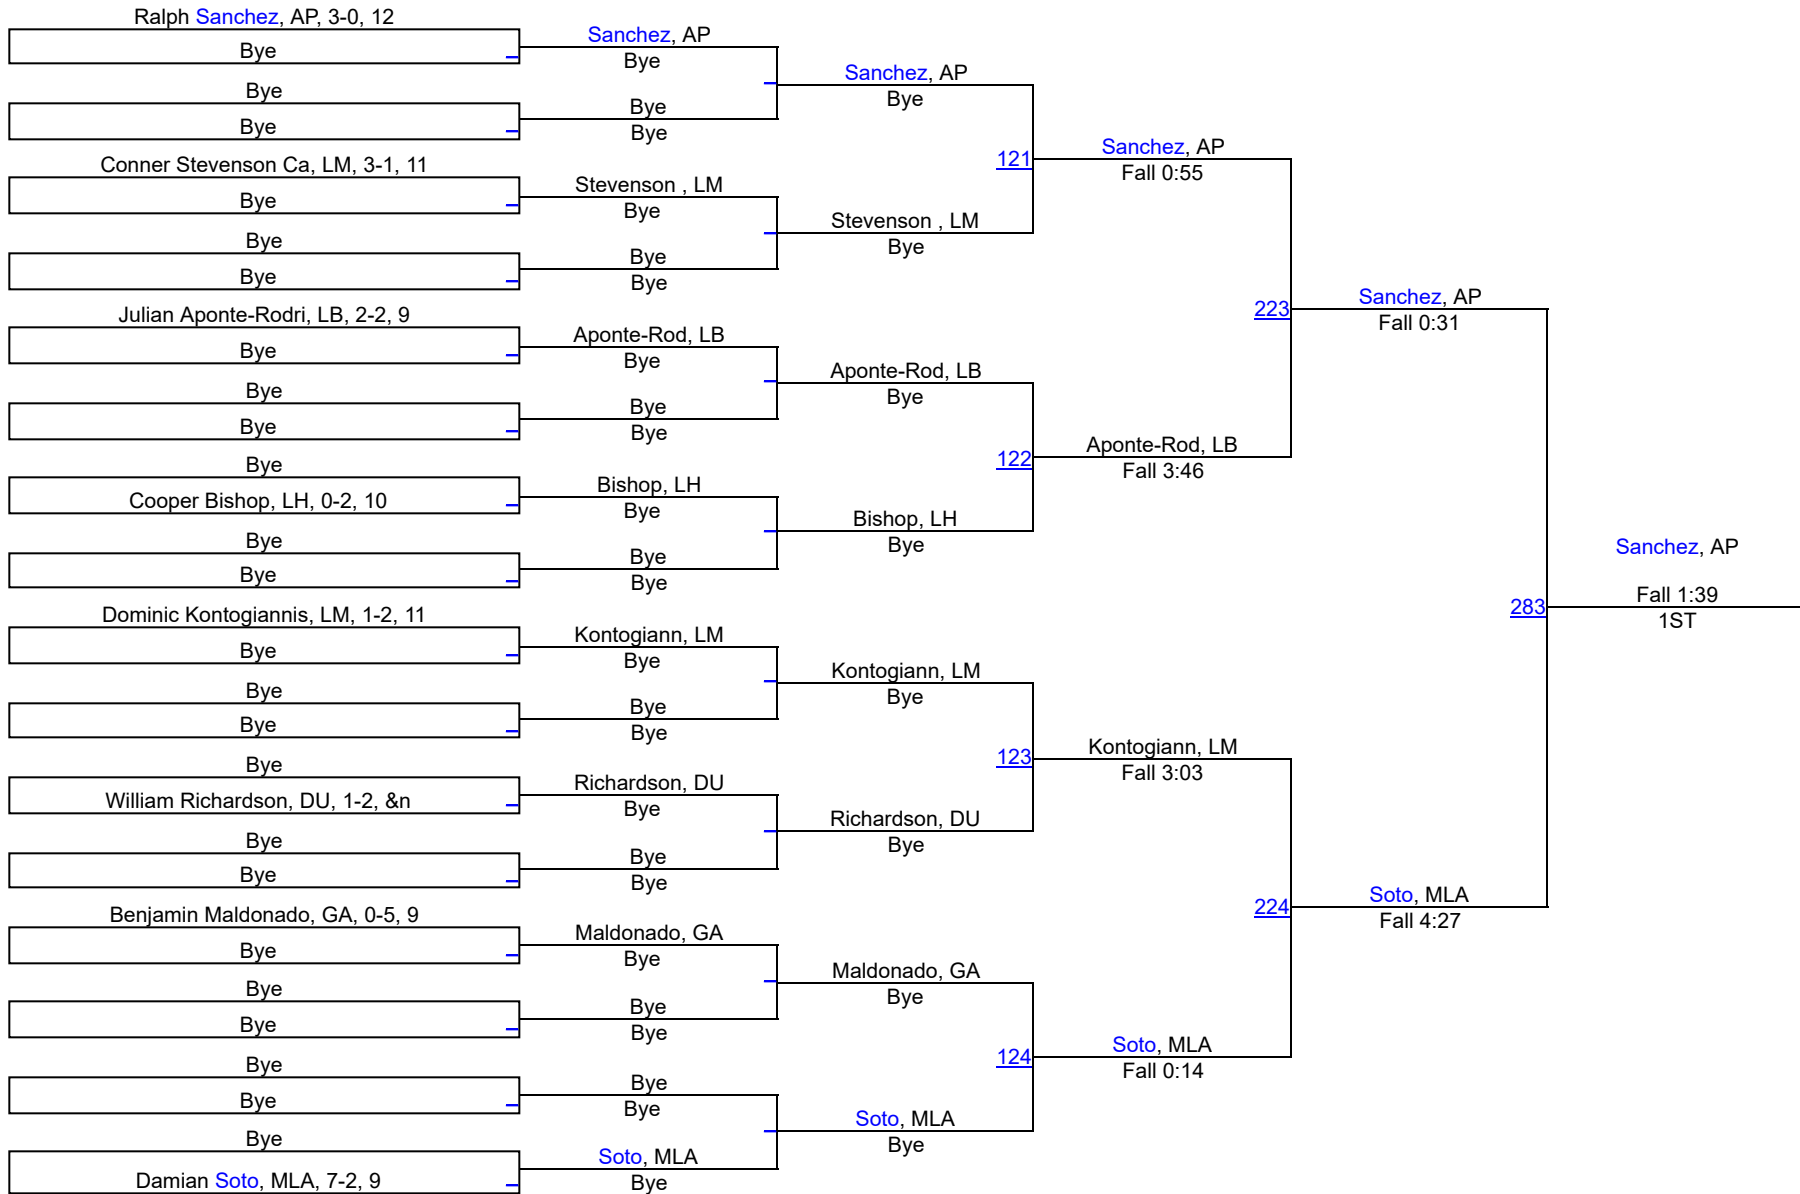 Ralph Sanchez, AP, 3-0, 12
Bye
Bye
Bye
Conner Stevenson Ca, LM, 3-1, 11
Bye
Bye
Bye
Julian Aponte-Rodri, LB, 2-2, 9
Bye
Bye
Bye
Bye
Cooper Bishop, LH, 0-2, 10
Bye
Bye
Dominic Kontogiannis, LM, 1-2, 11
Bye
Bye
Bye
Bye
William Richardson, DU, 1-2, &n
Bye
Bye
Benjamin Maldonado, GA, 0-5, 9
Bye
Bye
Bye
Bye
Bye
Bye
Damian Soto, MLA, 7-2, 9
Sanchez, AP
Bye
Bye
Bye
Stevenson , LM
Bye
Bye
Bye
Aponte-Rod, LB
Bye
Bye
Bye
Bishop, LH
Bye
Bye
Bye
Kontogiann, LM
Bye
Bye
Bye
Richardson, DU
Bye
Bye
Bye
Maldonado, GA
Bye
Bye
Bye
Bye
Bye
Soto, MLA
Bye
Sanchez, AP
Bye
121
Stevenson , LM
Bye
Aponte-Rod, LB
Bye
122
Bishop, LH
Bye
Kontogiann, LM
Bye
123
Richardson, DU
Bye
Maldonado, GA
Bye
124
Soto, MLA
Bye
Sanchez, AP
Fall 0:55
223
Aponte-Rod, LB
Fall 3:46
Kontogiann, LM
Fall 3:03
224
Soto, MLA
Fall 0:14
Sanchez, AP
Fall 0:31
283
Soto, MLA
Fall 4:27
Sanchez, AP
Fall 1:39
1ST